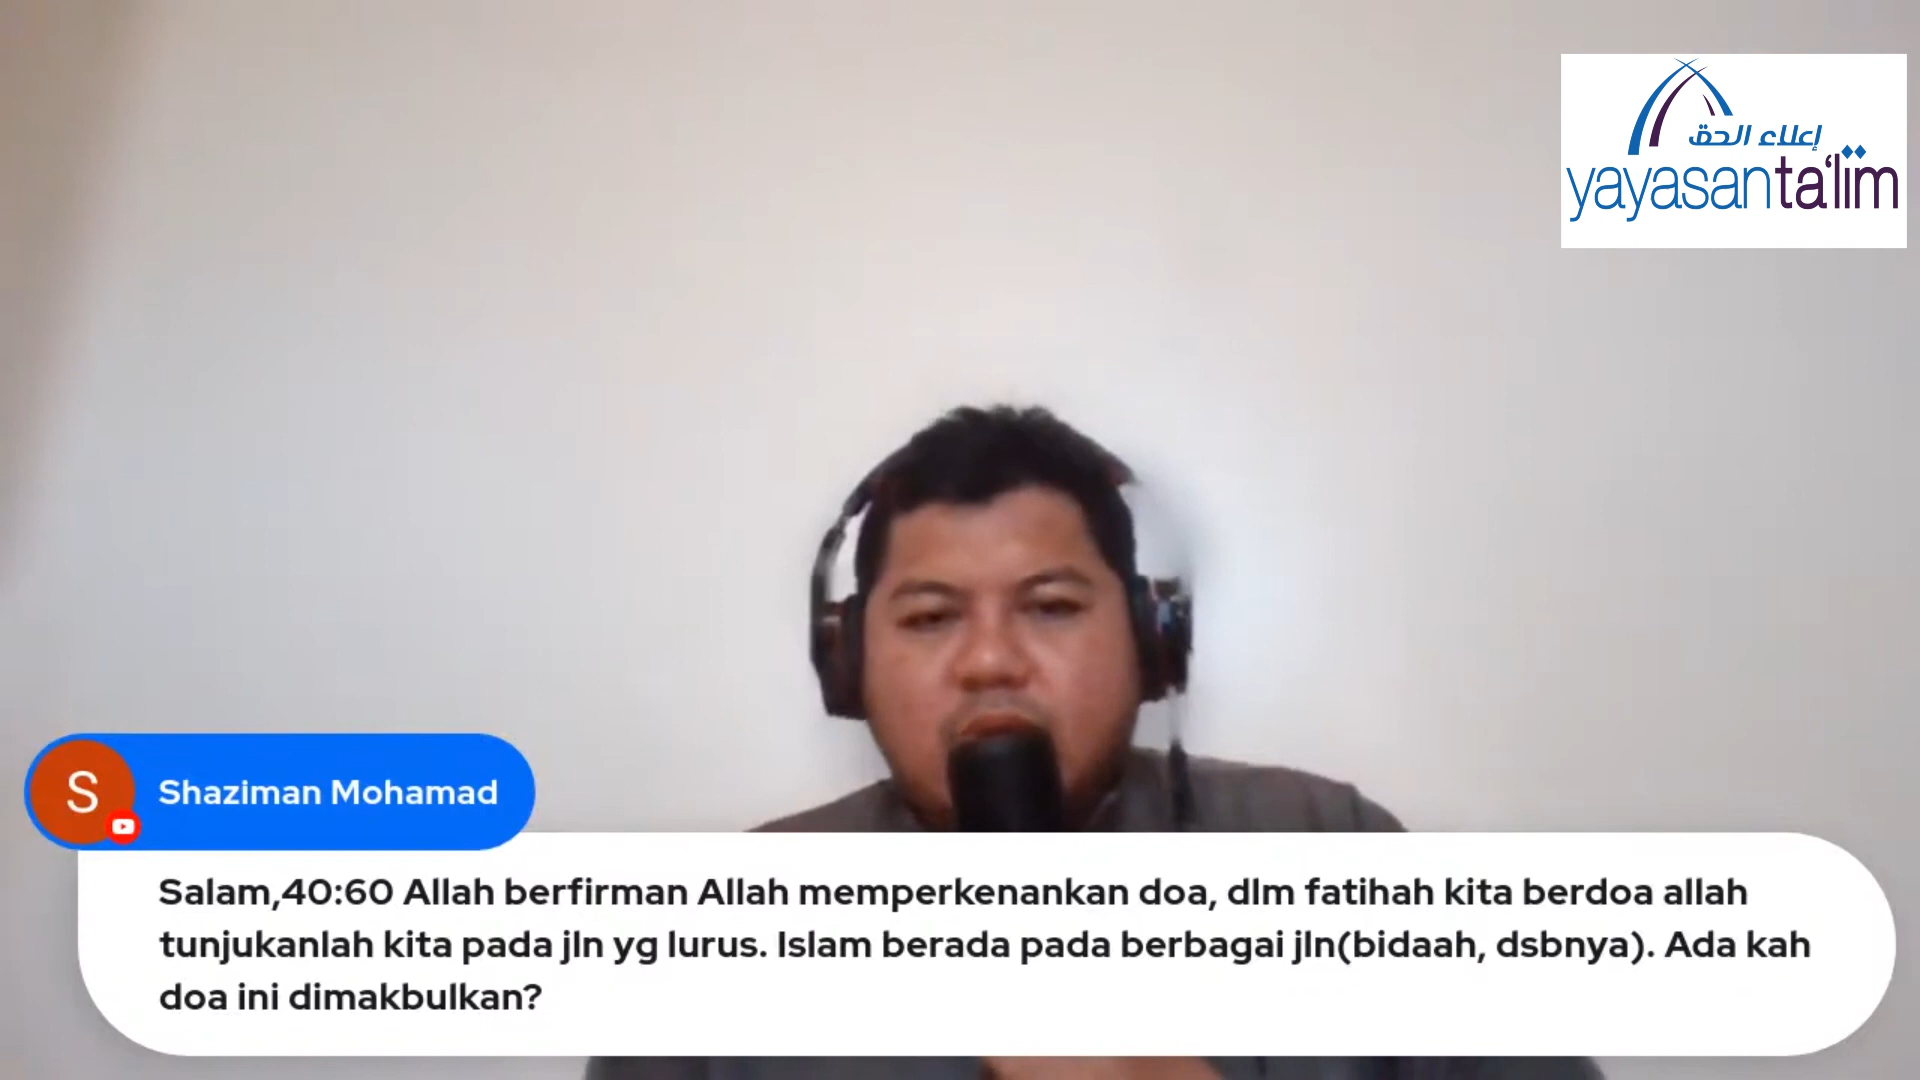 إعلاء الحق
yayasanta'lim
S
Shaziman Mohamad
Salam,40:60 Allah berfirman Allah memperkenankan doa, dlm fatihah kita berdoa allah
tunjukanlah kita pada jln yg lurus. Islam berada pada berbagai jln(bidaah, dsbnya). Ada kah
doa ini dimakbulkan?